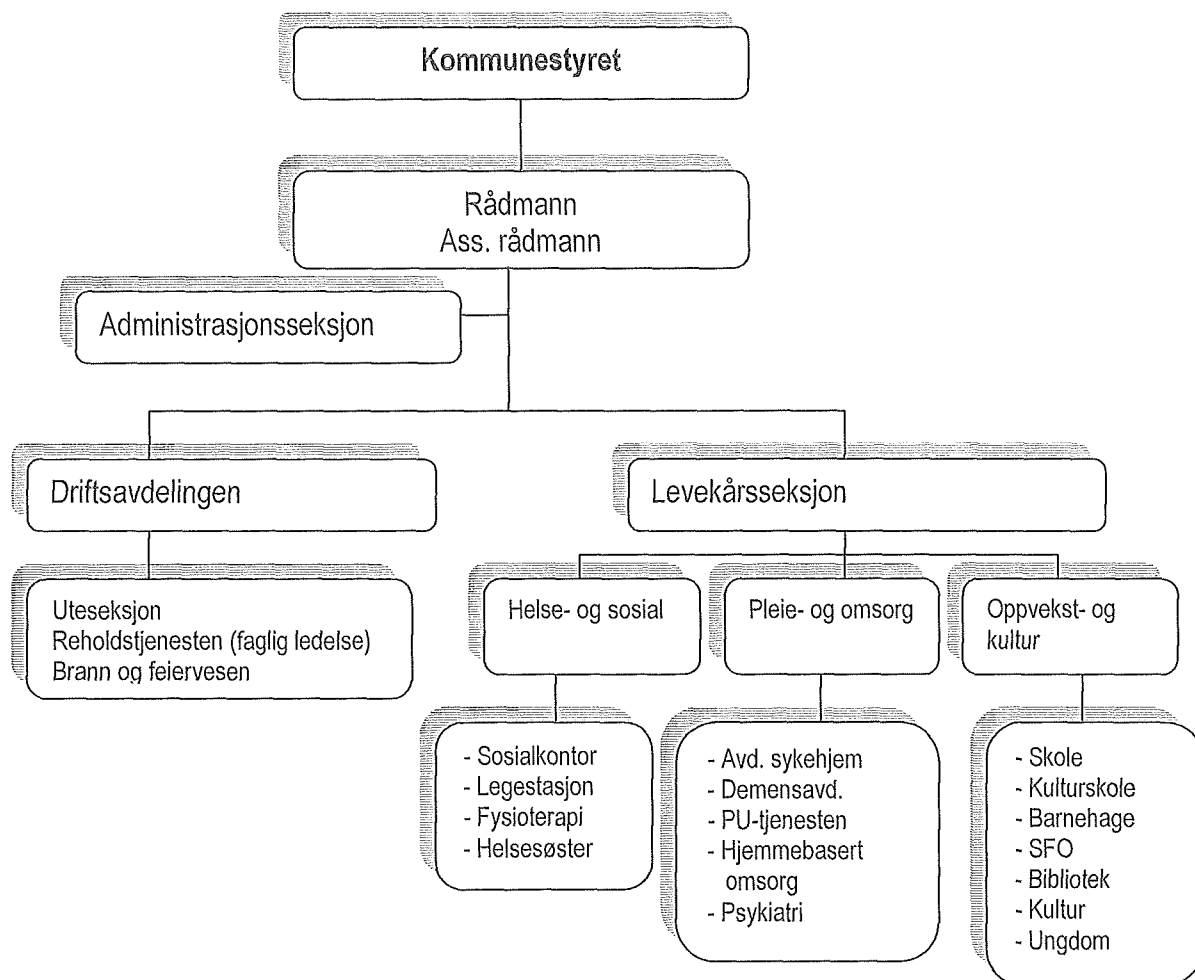 Kommunestyret
Rådmann
Ass. rådmann
Administrasjonsseksjon
Driftsavdelingen
Levekårsseksjon
Uteseksjon
Reholdstjenesten (faglig ledelse)
Brann og feiervesen
Helse- og sosial
Pleie- og omsorg
Oppvekst- og
kultur
- Sosialkontor
- Legestasjon
- Fysioterapi
- Helsesøster
- Avd. sykehjem
- Demensavd.
- PU-tjenesten
- Hjemmebasert
omsorg
- Psykiatri
- Skole
- Kulturskole
- Barnehage
- SFO
- Bibliotek
- Kultur
- Ungdom